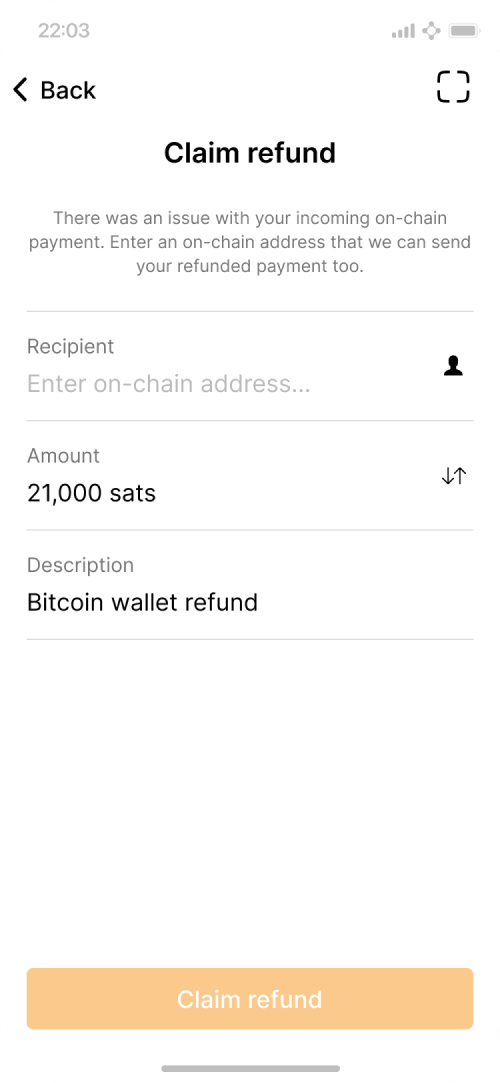 22:03
Back
Claim refund
There was an issue with your incoming on-chain
payment. Enter an on-chain address that we can send
your refunded payment too.
Recipient
Enter on-chain address...
Amount
21,000 sats
Description
Bitcoin wallet refund
Claim refund